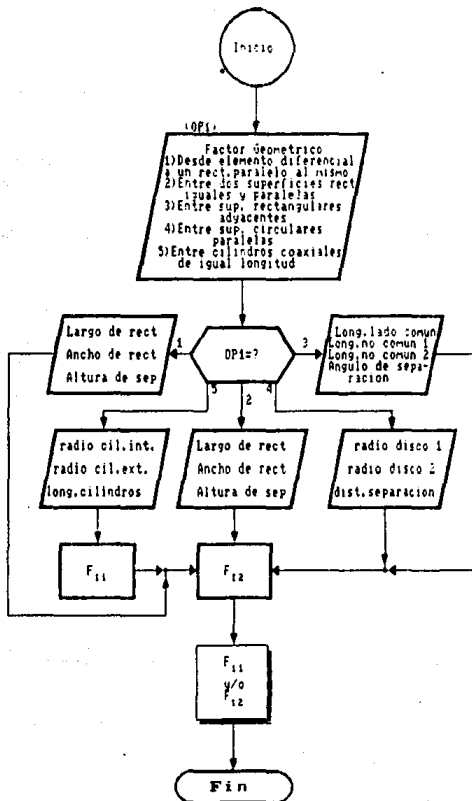 Inicio
(OP1)
Factor Geometrico
1)Desde elemento diferencial
a un rect.paralelo al mismo
2)Entre dos superficies rect
iguales y paralelas
3)Entre sup. rectangulares
adyacentes
4)Entre sup. circulares
paralelas
5)Entre cilindros coaxiales
de igual longitud
Largo de rect
Ancho de rect
Altura de sep
1
OP1=?
3
Long.lado comun
Long.no comun 1
Long.no comun 2
Angulo de sepa-
racion
5
2
4
radio cil.int.
radio cil.ext.
long.cilindros
Largo de rect
Ancho de rect
Altura de sep
radio disco 1
radio disco 2
dist.separacion
F11
F12
F11
y/o
F12
Fin